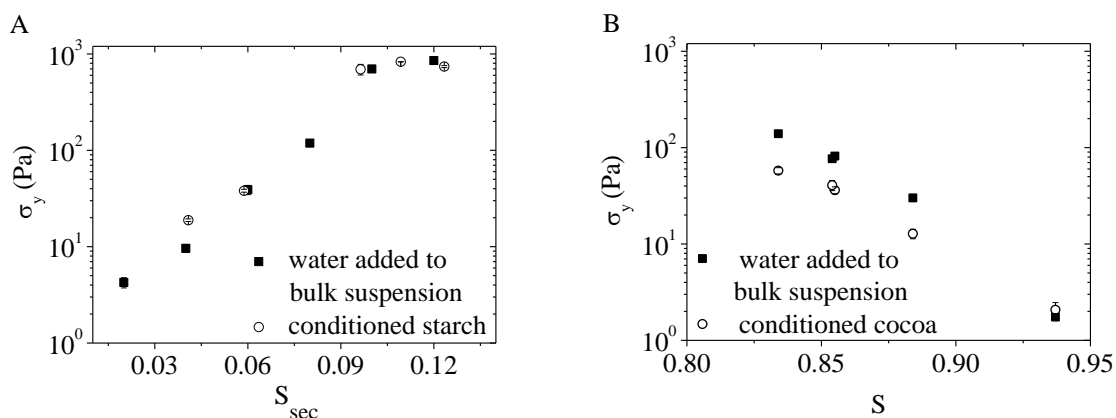 A
10³
10²
10¹
10⁰
σy (Pa)
water added to
bulk suspension
conditioned starch
0.03 0.06 0.09 0.12
Ssec
B
10³
10²
10¹
10⁰
σy (Pa)
water added to
bulk suspension
conditioned cocoa
0.80 0.85 0.90 0.95
S